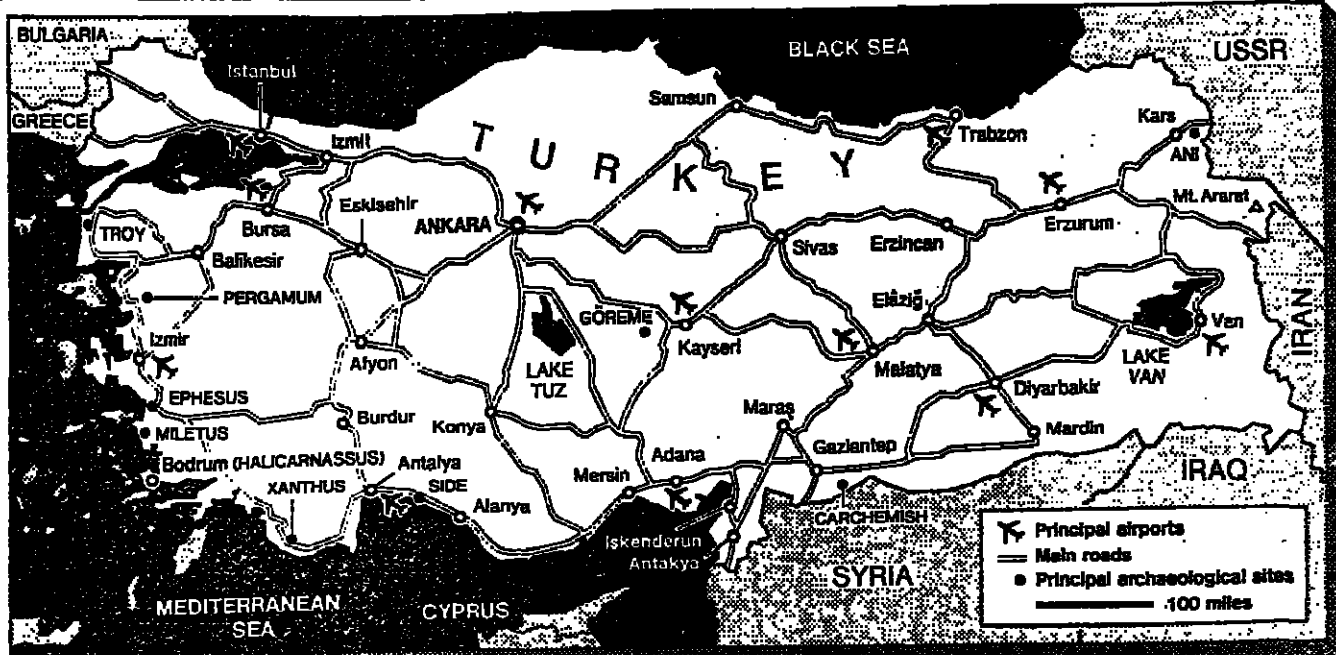 BULGARIA
BLACK SEA
USSR
Istanbul
GREECE
Izmit
Samsun
Trabzon
Kars
ANI
TURKEY
Mt. Ararat
TROY
Bursa
Eskisehir
ANKARA
Sivas
Erzincan
Erzurum
Balikesir
PERGAMUM
Elâziğ
GÖREME
Kayseri
Van
IRAN
Izmir
Afyon
LAKE
TUZ
Malatya
LAKE
VAN
Diyarbakir
EPHESUS
Burdur
Konya
Maras
Mardin
MILETUS
Gaziantep
Bodrum (HALICARNASSUS)
Antalya
SIDE
Mersin
Adana
IRAQ
XANTHUS
Alanya
CARCHEMISH
Iskenderun
Antakya
SYRIA
MEDITERRANEAN
SEA
CYPRUS
Principal airports
Main roads
Principal archaeological sites
100 miles